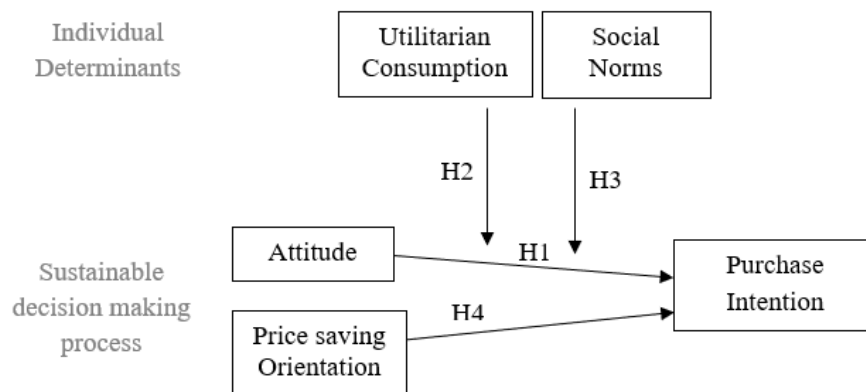 Individual
Determinants
Utilitarian
Consumption
Social
Norms
H2
H3
Attitude
H1
Purchase
Intention
Sustainable
decision making
process
H4
Price saving
Orientation